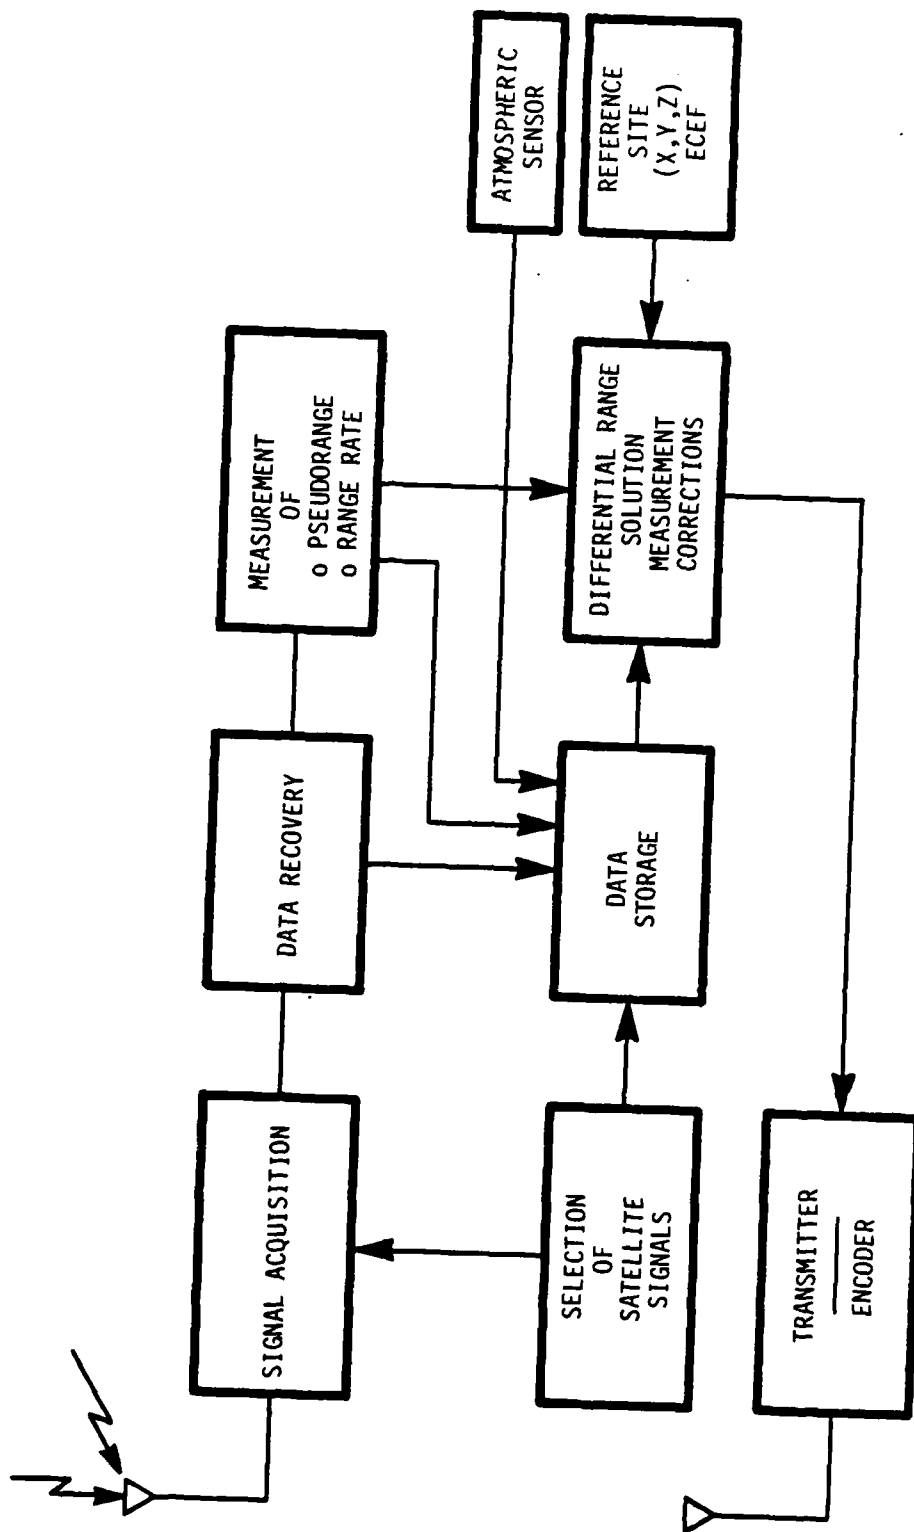 SIGNAL ACQUISITION
DATA RECOVERY
MEASUREMENT
OF
o PSEUDORANGE
o RANGE RATE
ATMOSPHERIC
SENSOR
SELECTION
OF
SATELLITE
SIGNALS
DATA
STORAGE
DIFFERENTIAL RANGE
SOLUTION
MEASUREMENT
CORRECTIONS
REFERENCE
SITE
(X,Y,Z)
ECEF
TRANSMITTER
ENCODER